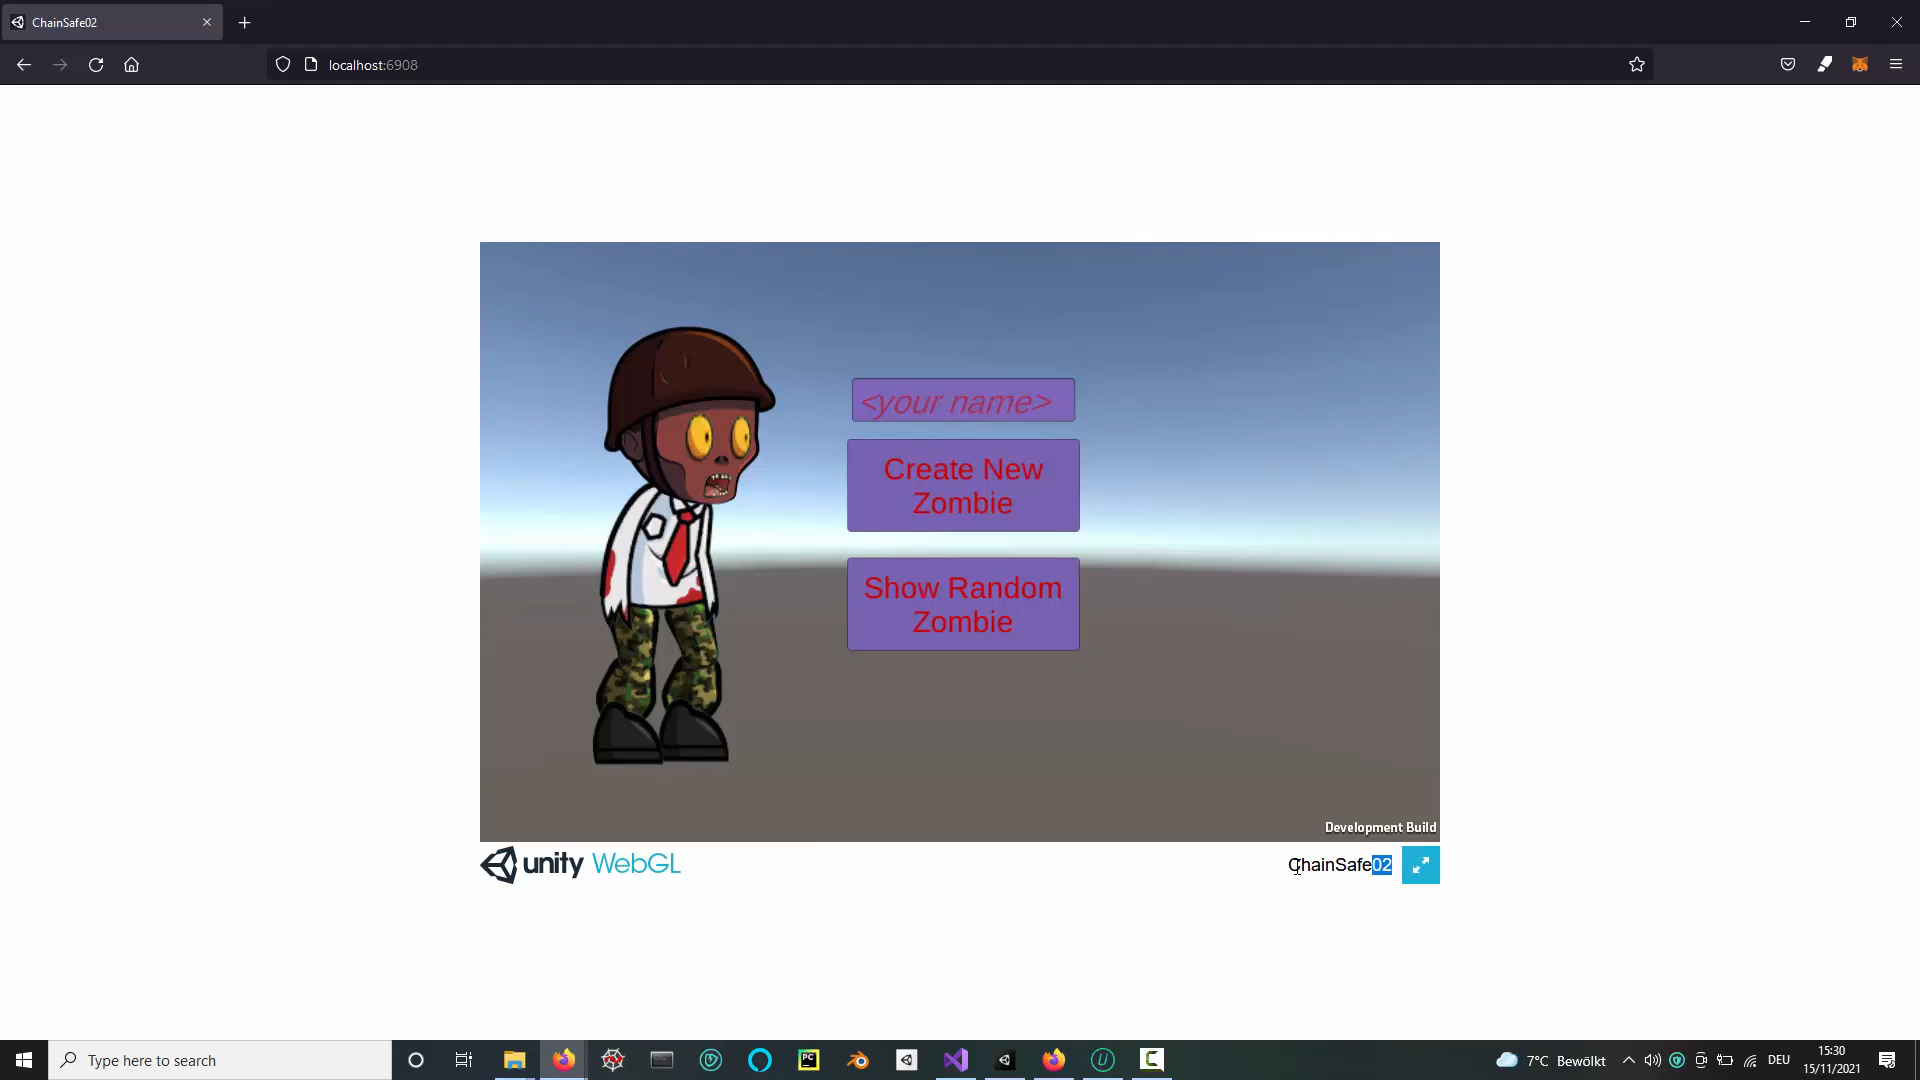 ChainSafe02
localhost:6908
<your name>
Create New
Zombie
Show Random
Zombie
Development Build
unity WebGL
ChainSafe02
Type here to search
PC
7°C Bewölkt
DEU
15:30
15/11/2021